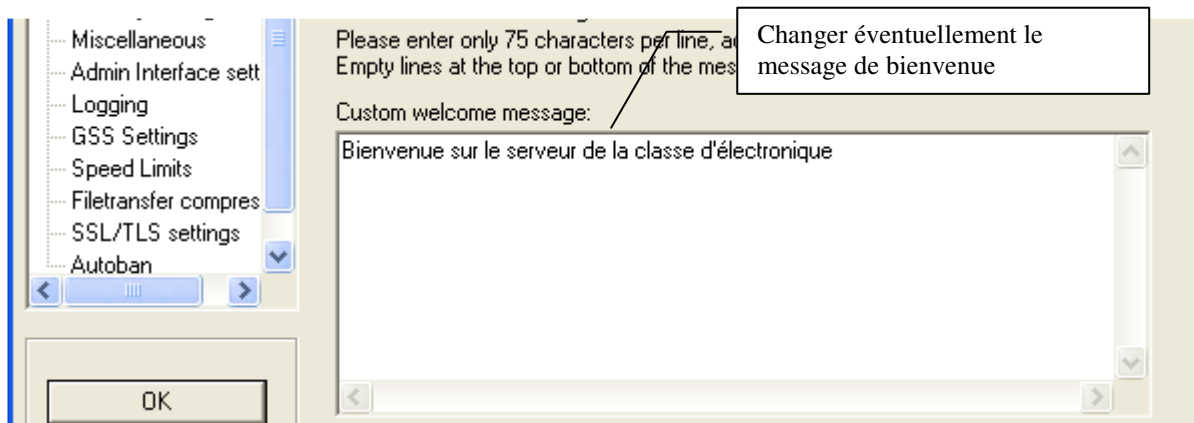 Miscellaneous
Admin Interface sett
Logging
GSS Settings
Speed Limits
Filetransfer compres
SSL/TLS settings
Autoban
OK
Please enter only 75 characters per line, a
Empty lines at the top or bottom of the mes
Changer éventuellement le
message de bienvenue
Custom welcome message:
Bienvenue sur le serveur de la classe d'électronique